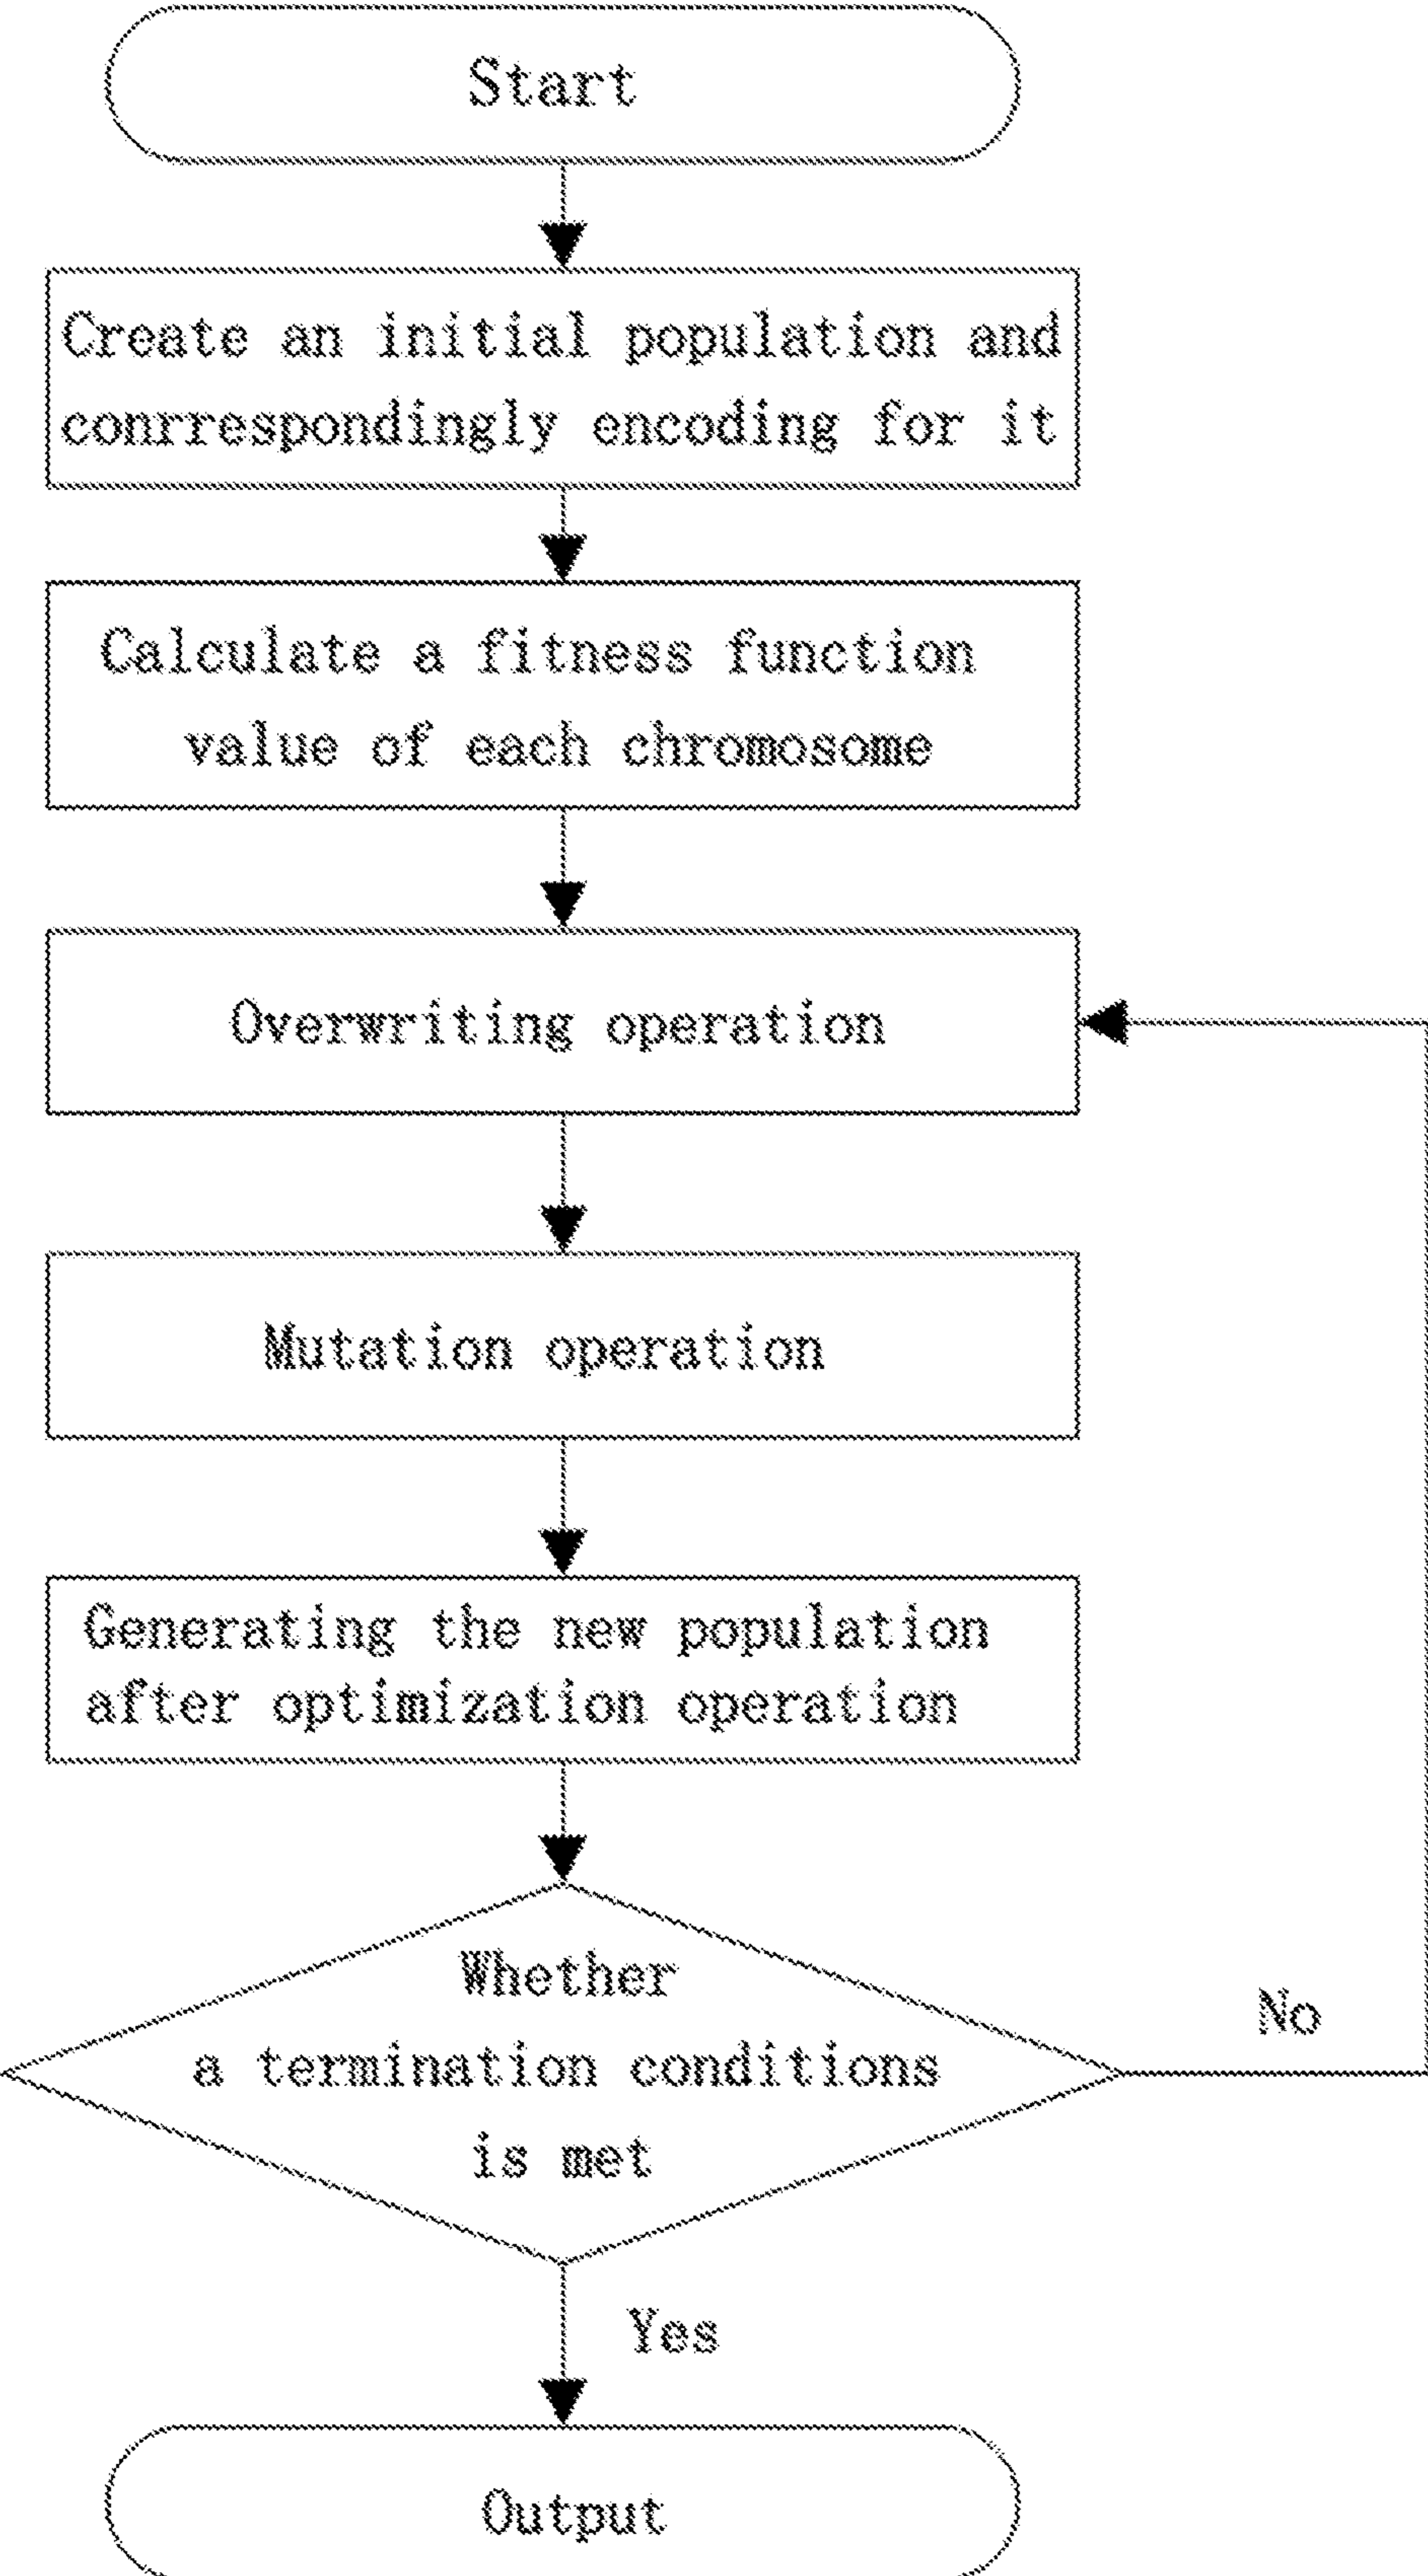 Start
Create an initial population and
conrrespondingly encoding for it
Calculate a fitness function
value of each chromosome
Overwriting operation
Mutation operation
Generating the new population
after optimization operation
Whether
a termination conditions
is met
No
Yes
Output